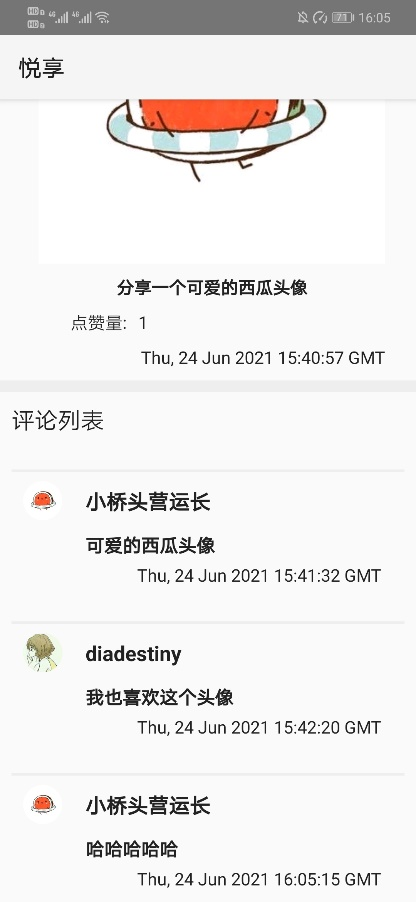 16:05
71
悦享
分享一个可爱的西瓜头像
点赞量: 1
Thu, 24 Jun 2021 15:40:57 GMT
评论列表
小桥头营运长
可爱的西瓜头像
Thu, 24 Jun 2021 15:41:32 GMT
diadestiny
我也喜欢这个头像
Thu, 24 Jun 2021 15:42:20 GMT
小桥头营运长
哈哈哈哈哈
Thu, 24 Jun 2021 16:05:15 GMT